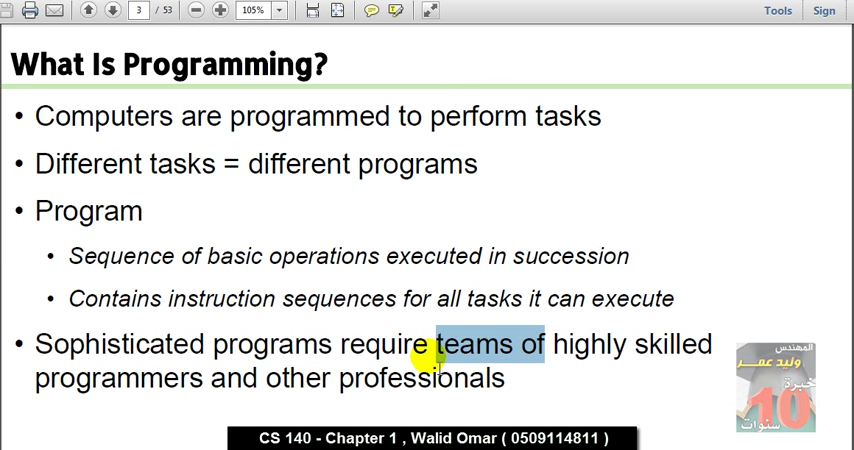 3 / 53 105% Tools Sign
What Is Programming?
• Computers are programmed to perform tasks
• Different tasks = different programs
• Program
• Sequence of basic operations executed in succession
• Contains instruction sequences for all tasks it can execute
• Sophisticated programs require teams of highly skilled
programmers and other professionals
المهندس
وليد عمر
خبرة
10
سنوات
CS 140 - Chapter 1 , Walid Omar ( 0509114811 )